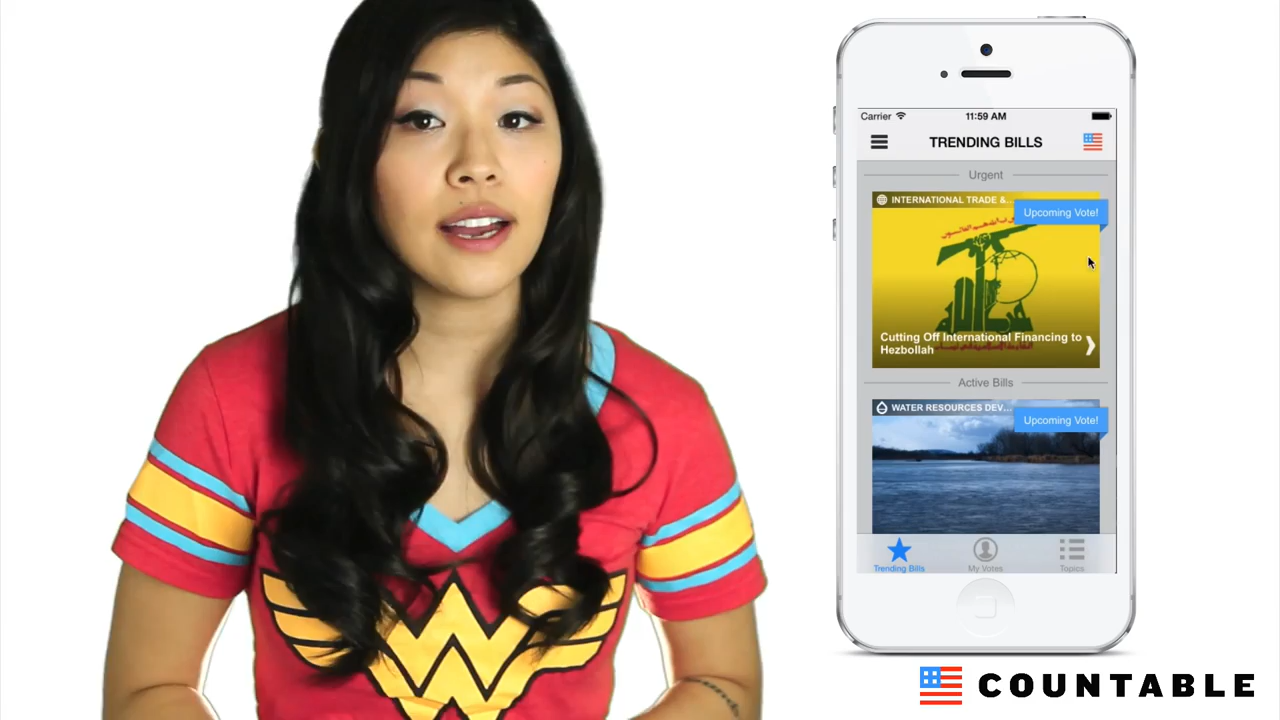 Carrier
11:59 AM
TRENDING BILLS
Urgent
INTERNATIONAL TRADE &...
Upcoming Vote!
Cutting Off International Financing to
Hezbollah
Active Bills
WATER RESOURCES DEV...
Upcoming Vote!
Trending Bills
My Votes
Topics
COUNTABLE